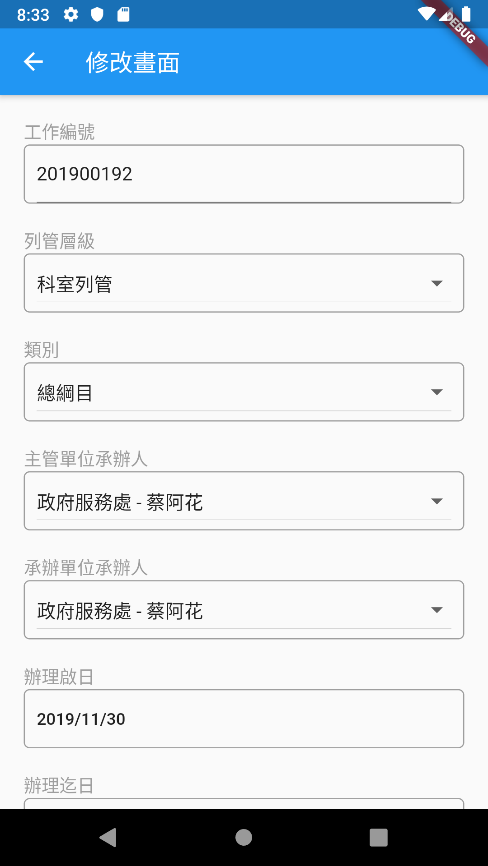 8:33
DEBUG
修改畫面
工作編號
201900192
列管層級
科室列管
類別
總綱目
主管單位承辦人
政府服務處 - 蔡阿花
承辦單位承辦人
政府服務處 - 蔡阿花
辦理啟日
2019/11/30
辦理迄日